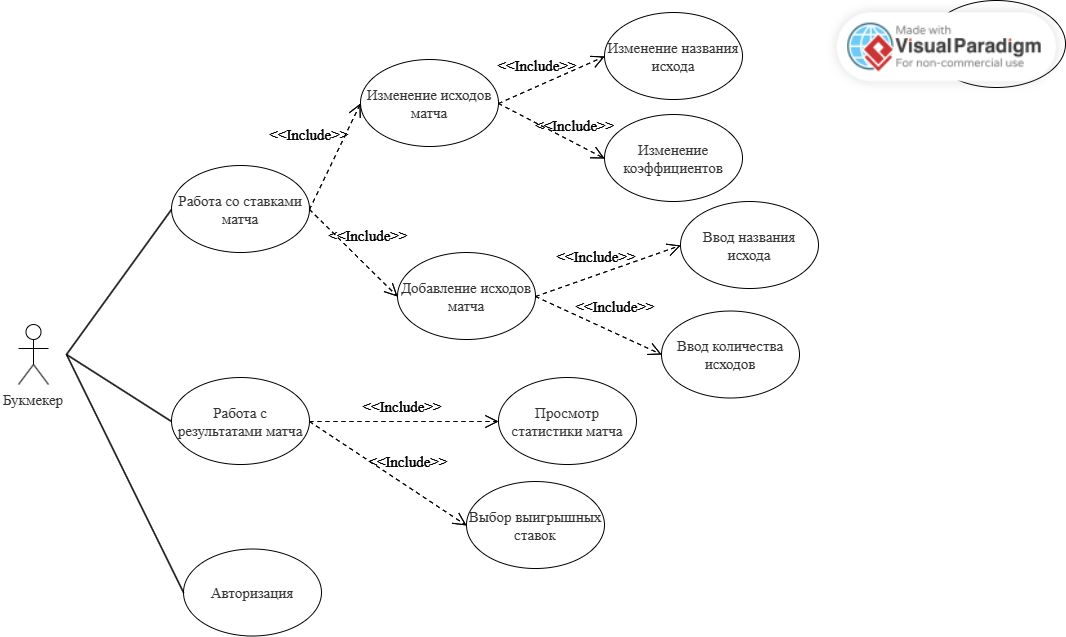 Made with
VisualParadigm
For non-commercial use
Изменение названия
исхода
<<Include>>
Изменение исходов
матча
<<Include>>
<<Include>>
Изменение
коэффициентов
Работа со ставками
матча
<<Include>>
Ввод названия
исхода
<<Include>>
Добавление исходов
матча
<<Include>>
Ввод количества
исходов
Букмекер
Работа с
результатами матча
<<Include>>
Просмотр
статистики матча
<<Include>>
Выбор выигрышных
ставок
Авторизация